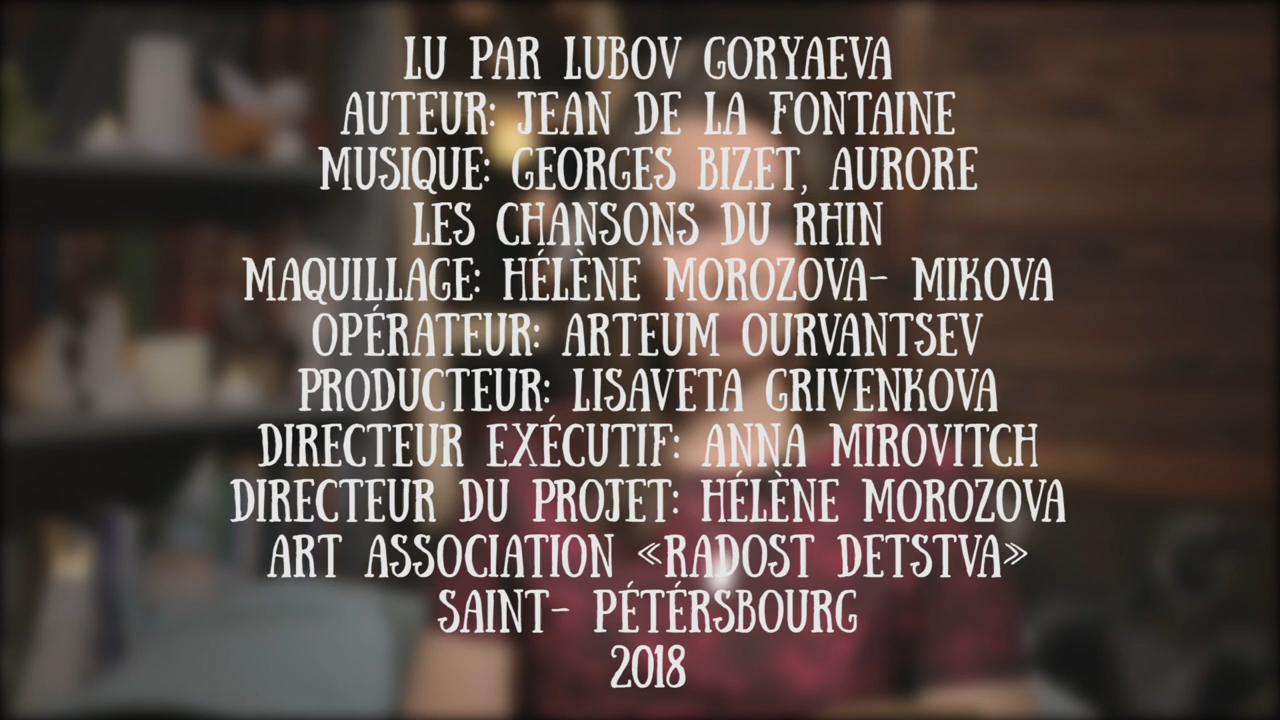 LU PAR LUBOV GORYAEVA
AUTEUR: JEAN DE LA FONTAINE
MUSIQUE: GEORGES BIZET, AURORE
LES CHANSONS DU RHIN
MAQUILLAGE: HÉLÈNE MOROZOVA- MIKOVA
OPÉRATEUR: ARTEUM OURVANTSEV
PRODUCTEUR: LISAVETA GRIVENKOVA
DIRECTEUR EXÉCUTIF: ANNA MIROVITCH
DIRECTEUR DU PROJET: HÉLÈNE MOROZOVA
ART ASSOCIATION «RADOST DETSTVA»
SAINT- PÉTÉRSBOURG
2018